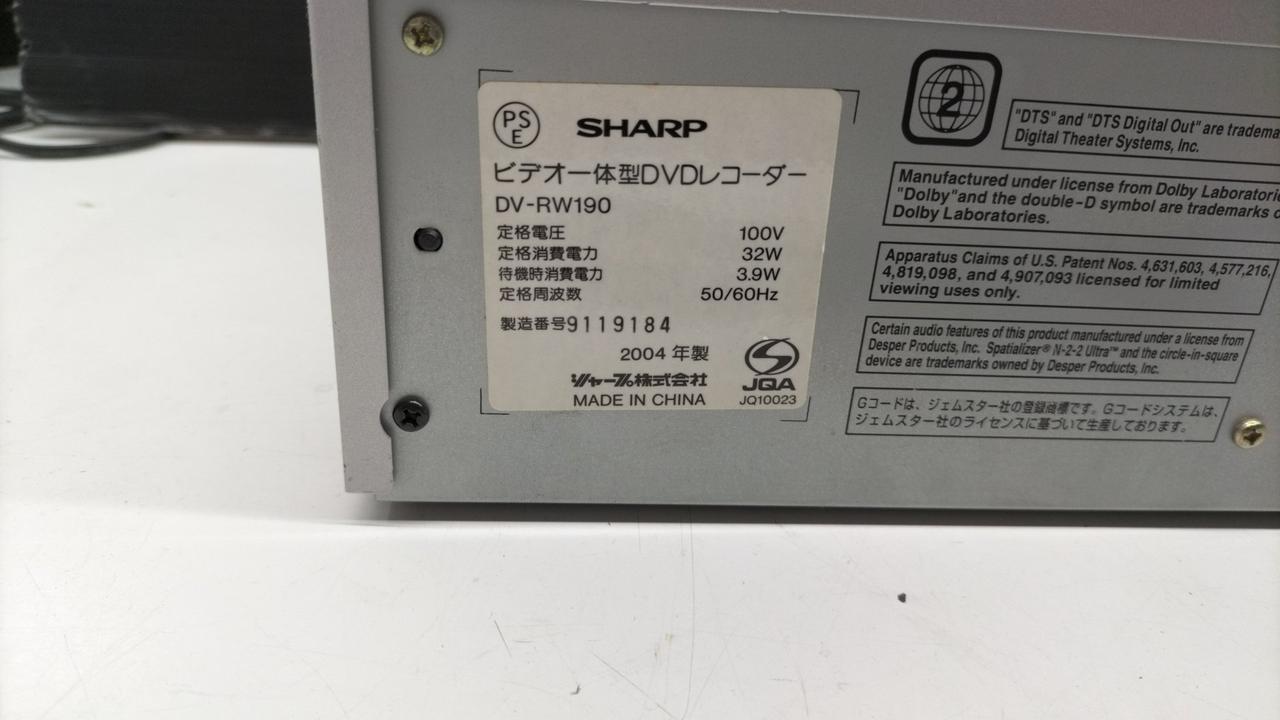 PS
E
SHARP
ビデオ一体型DVDレコーダー
DV-RW190
定格電圧 100V
定格消費電力 32W
待機時消費電力 3.9W
定格周波数 50/60Hz
製造番号9119184
2004 年製
シャープ株式会社
MADE IN CHINA
JQA
JQ10023
2
"DTS" and "DTS Digital Out" are
Digital Theater Systems, Inc.
Manufactured under license from Dolby
"Dolby"and the double-D symbol are trademarks
Dolby Laboratories.
Apparatus Claims of U.S. Patent Nos. 4,631,603, 4,577,216,
4,819,098, and 4,907,093 licensed for limited
viewing uses only.
Certain audio features of this product manufactured under a license from
Desper Products, Inc. Spatializer® N-2-2 Ultra™ and the circle-in-square
device are trademarks owned by Desper Products, Inc.
Gコードは、ジェムスター社の登録商標です。Gコードシステムは、
ジェムスター社のライセンスに基づいて生産しております。